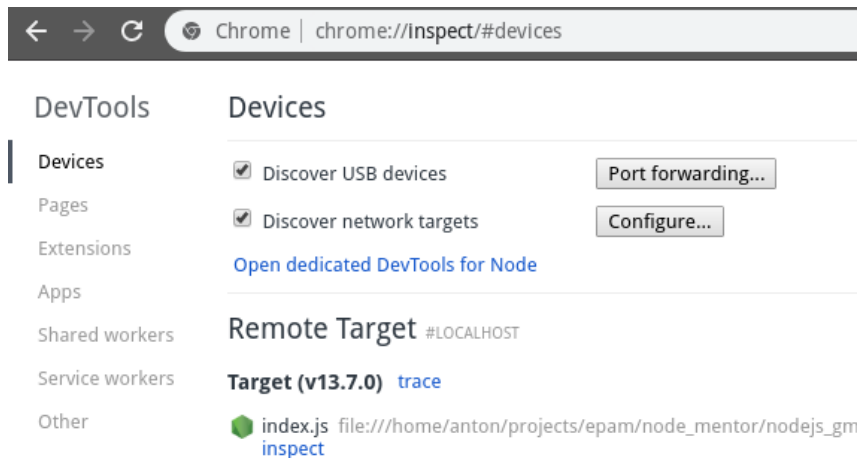 Chrome | chrome://inspect/#devices
DevTools
Devices
Pages
Extensions
Apps
Shared workers
Service workers
Other
Devices
Discover USB devices Port forwarding...
Discover network targets Configure...
Open dedicated DevTools for Node
Remote Target #LOCALHOST
Target (v13.7.0) trace
index.js file:///home/anton/projects/epam/node_mentor/nodejs_gm
inspect